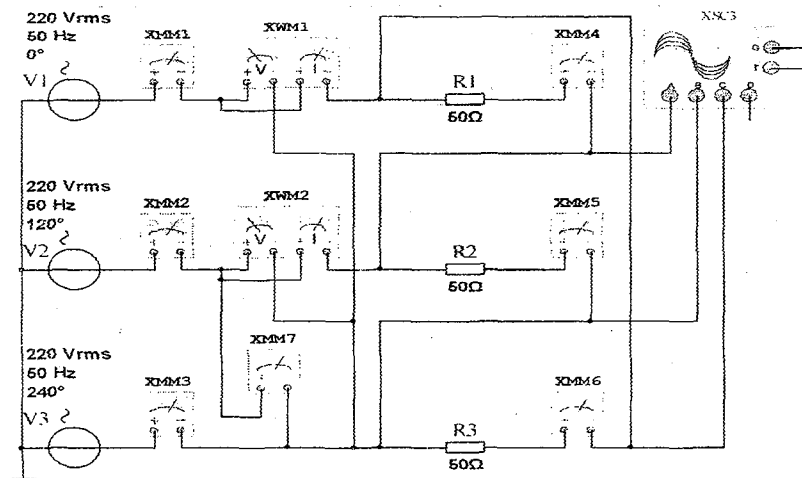 220 Vrms
50 Hz
0°
V1
XMM1
XWM1
V
I
XMM4
R1
50Ω
XSC3
A
B
C
D
G
T
220 Vrms
50 Hz
120°
V2
XMM2
XWM2
V
I
XMM5
R2
50Ω
220 Vrms
50 Hz
240°
V3
XMM3
XMM7
XMM6
R3
50Ω